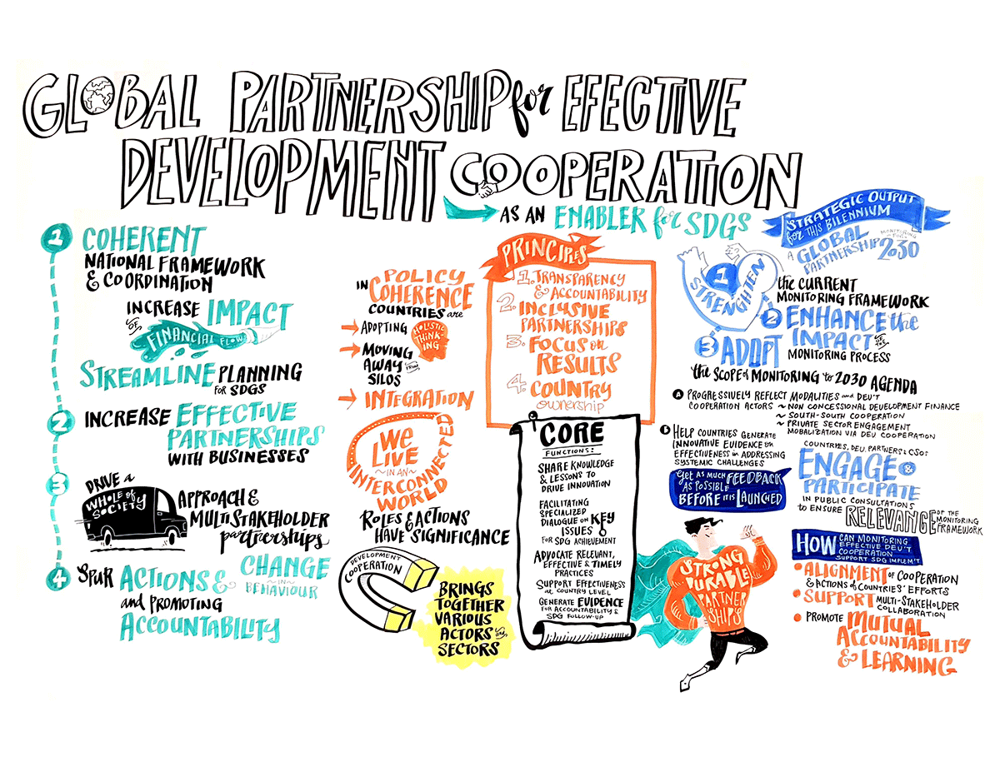 GLOBAL PARTNERSHIP for EFECTIVE
DEVELOPMENT COOPERATION
AS AN ENABLER for SDGS
1 COHERENT
NATIONAL FRAMEWORK
& COORDINATION
INCREASE IMPACT
OF
FINANCIAL FLOW
STREAMLINE PLANNING
FOR SDGS
2 INCREASE EFFECTIVE
PARTNERSHIPS
WITH BUSINESSES
3
DRIVE A
WHOLE of
SOCIETY
APPROACH &
MULTISTAKEHOLDER
partnerships
4 SPUR ACTIONS & CHANGE
IN
BEHAVIOUR
and PROMOTING
ACCOUNTABILITY
IN POLICY
COHERENCE
COUNTRIES are
ADOPTING HOLISTIC
THINK-
ING
MOVING
AWAY FROM
SILOS
INTEGRATION
WE
LIVE
~IN AN~
INTERCONNECTED
WORLD
ROLES & ACTIONS
HAVE SIGNIFICANCE
DEVELOPMENT
COOPERATION
BRINGS
TOGETHER
VARIOUS
ACTORS and
SECTORS
PRINCIPLES
1. TRANSPARENCY
& ACCOUNTABILITY
2. INCLUSIVE
PARTNERSHIPS
3. FOCUS on
RESULTS
4. COUNTRY
ownership
CORE
FUNCTIONS:
SHARE KNOWLEDGE
& LESSONS TO
DRIVE INNOVATION
FACILITATING
SPECIALIZED
DIALOGUE on KEY
ISSUES
FOR SDG ACHIEVEMENT
ADVOCATE RELEVANT,
EFFECTIVE & TIMELY
PRACTICES
SUPPORT EFFECTIVENESS
at COUNTRY LEVEL
GENERATE EVIDENCE
FOR ACCOUNTABILITY &
SDG FOLLOW-UP
STRATEGIC OUTPUT
for THIS BILENNIUM
A GLOBAL
PARTNERSHIP
MONITORING
2030
1
STRENGTHEN
the CURRENT
MONITORING FRAMEWORK
2 ENHANCE the
IMPACT OF THE
MONITORING PROCESS
3 ADOPT
the SCOPE of MONITORING to 2030 AGENDA
A PROGRESSIVELY REFLECT MODALITIES and DEV'T
COOPERATION ACTORS ~ NON CONCESSIONAL DEVELOPMENT FINANCE
~ SOUTH-SOUTH COOPERATION
~ PRIVATE SECTOR ENGAGEMENT
MOBALIZATION VIA DEV COOPERATION
B HELP COUNTRIES GENERATE
INNOVATIVE EVIDENCE on
EFFECTIVENESS in ADDRESSING
SYSTEMIC CHALLENGES
COUNTRIES, DEV. PARTNERS & CSOs
ENGAGE &
PARTICIPATE
IN PUBLIC CONSULTATIONS
to ENSURE RELEVANCE OF THE
MONITORING
FRAMEWORK
Get AS MUCH FEEDBACK
AS POSSIBLE
BEFORE IT IS LAUNCHED
STRONG
DURABLE
PARTNER
SHIPS
HOW CAN MONITORING
EFFECTIVE DEV'T
COOPERATION
SUPPORT SDG IMPLEM'T
ALIGNMENT OF COOPERATION
& ACTIONS OF COUNTRIES' EFFORTS
SUPPORT MULTI-STAKEHOLDER
COLLABORATION
PROMOTE MUTUAL
ACCOUNTABILITY
& LEARNING